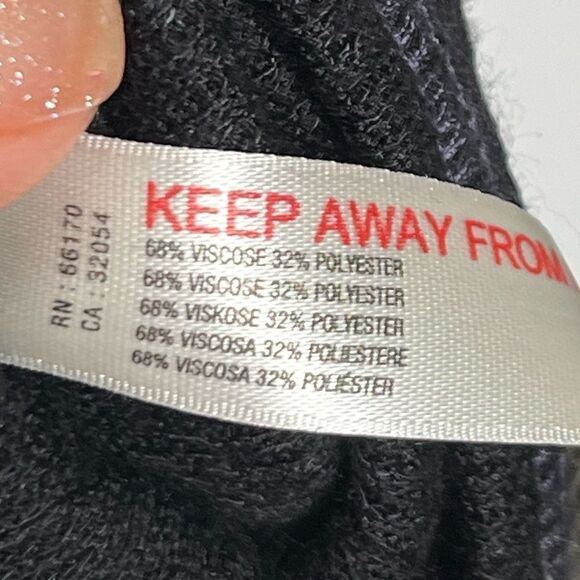 KEEP AWAY FROM
68% VISCOSE 32% POLYESTER
68% VISCOSE 32% POLYESTER
68% VISKOSE 32% POLYESTER
68% VISCOSA 32% POLIESTERE
68% VISCOSA 32% POLIÉSTER
RN : 66170
CA : 32054